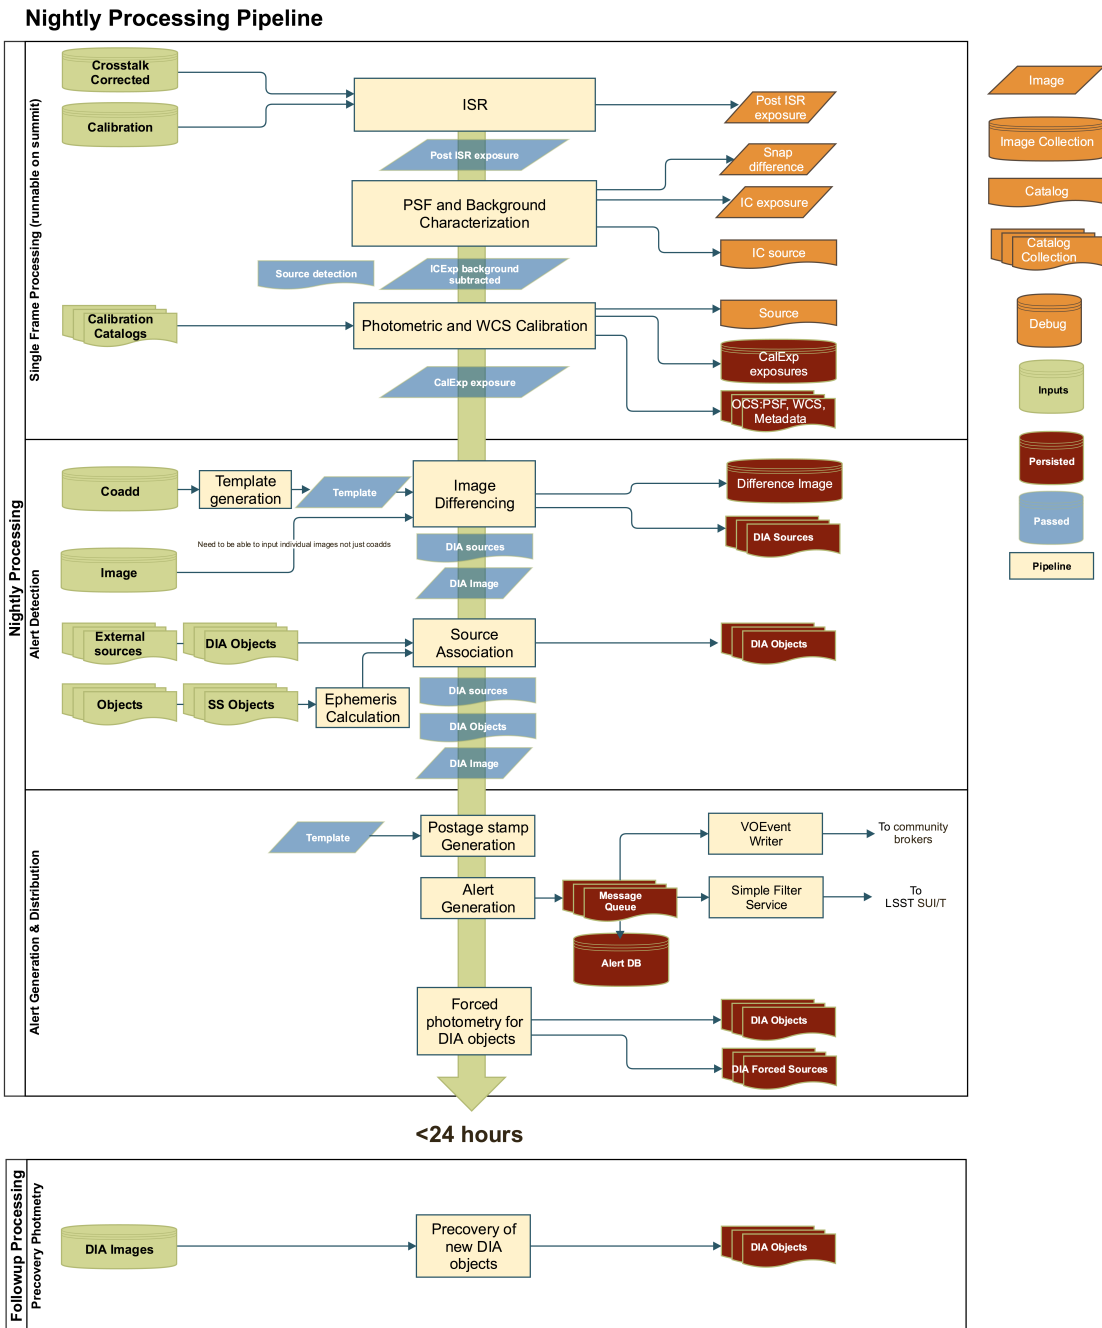 Nightly Processing Pipeline
Nightly Processing
Single Frame Processing (runnable on summit)
Crosstalk
Corrected
Calibration
ISR
Post ISR
exposure
Post ISR exposure
Snap
difference
PSF and Background
Characterization
IC exposure
IC source
Source detection
ICExp background
subtracted
Calibration
Catalogs
Photometric and WCS Calibration
Source
CalExp
exposures
CalExp exposure
OCS:PSF, WCS,
Metadata
Alert Detection
Coadd
Template
generation
Template
Image
Differencing
Difference Image
DIA Sources
Need to be able to input individual images not just coadds
Image
DIA sources
DIA Image
External
sources
DIA Objects
Source
Association
DIA Objects
Objects
SS Objects
Ephemeris
Calculation
DIA sources
DIA Objects
DIA Image
Alert Generation & Distribution
Template
Postage stamp
Generation
VOEvent
Writer
To community
brokers
Alert
Generation
Message
Queue
Simple Filter
Service
To
LSST SUI/T
Alert DB
Forced
photometry for
DIA objects
DIA Objects
DIA Forced Sources
<24 hours
Followup Processing
Precovery Photmetry
DIA Images
Precovery of
new DIA
objects
DIA Objects
Image
Image Collection
Catalog
Catalog
Collection
Debug
Inputs
Persisted
Passed
Pipeline